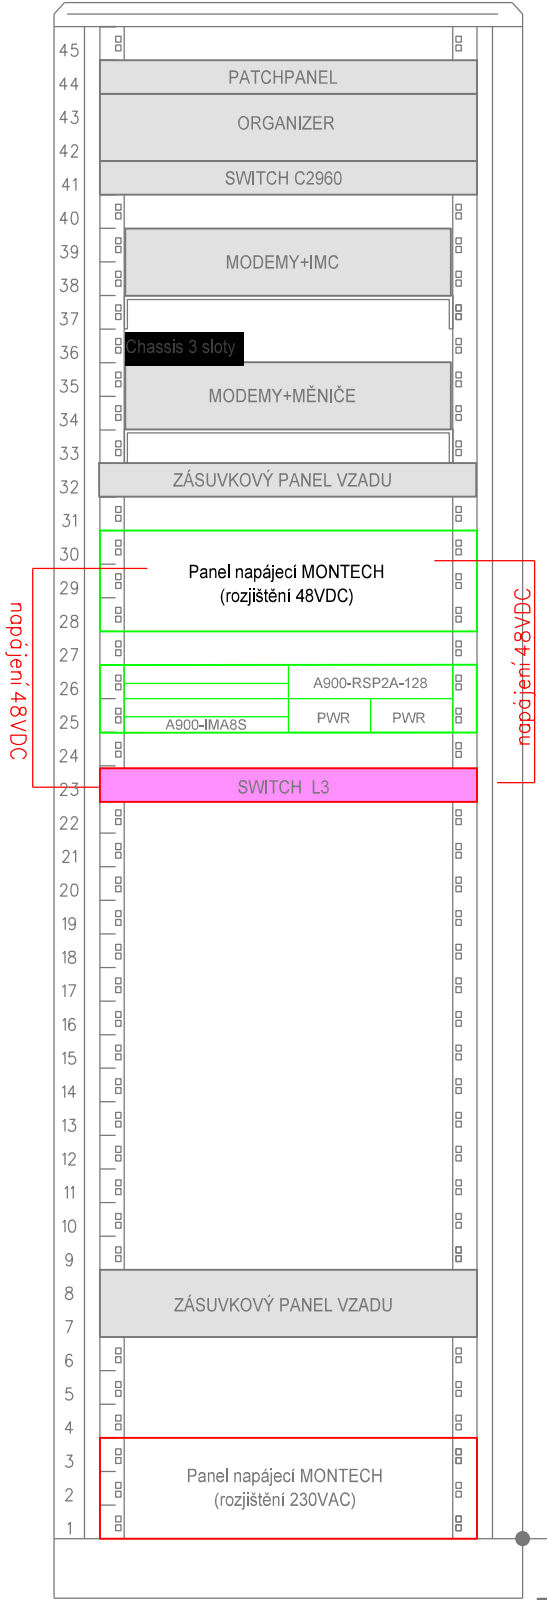 45
44
PATCHPANEL
43
ORGANIZER
42
41
SWITCH C2960
40
39
MODEMY+IMC
38
37
36
Chassis 3 sloty -
35
MODEMY+MĚNIČE
34
33
32
ZÁSUVKOVÝ PANEL VZADU
31
30
Panel napájecí MONTECH
29
(rozjištění 48VDC)
28
napájení 48VDC
napájení 48VDC
27
26
A900-RSP2A-128
25
A900-IMA8S
PWR
PWR
24
23
SWITCH L3
22
21
20
19
18
17
16
15
14
13
12
11
10
9
8
ZÁSUVKOVÝ PANEL VZADU
7
6
5
4
3
Panel napájecí MONTECH
2
(rozjištění 230VAC)
1